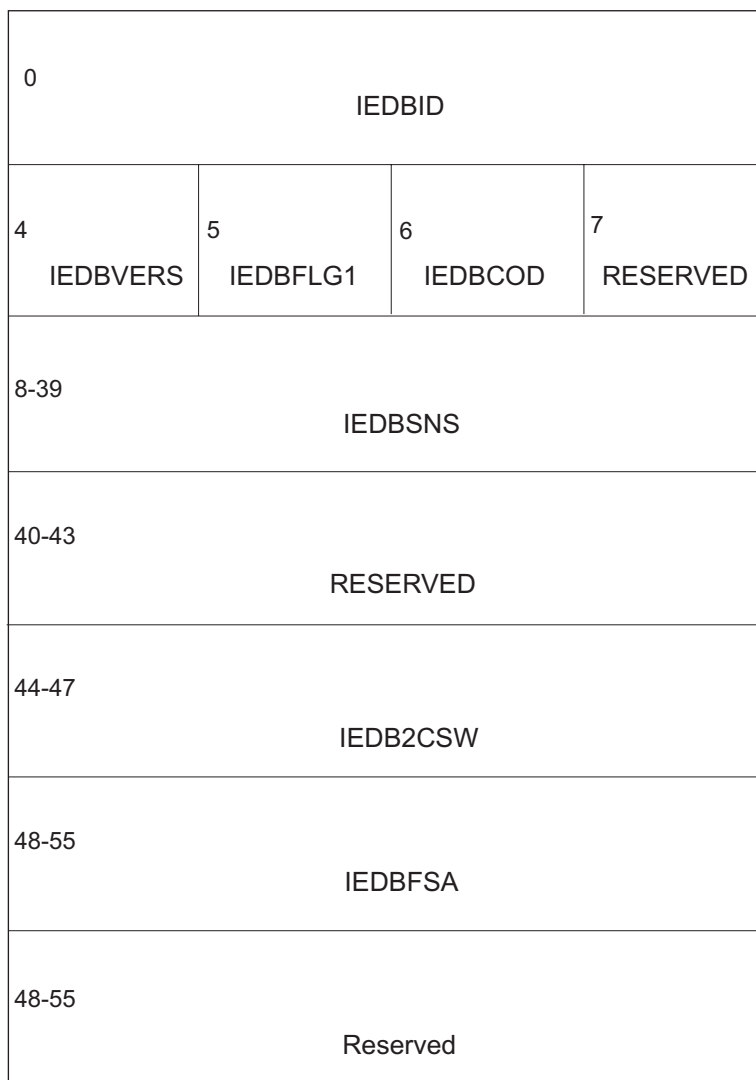 0
IEDBID
4 5 6 7
IEDBVERS IEDBFLG1 IEDBCOD RESERVED
8-39
IEDBSNS
40-43
RESERVED
44-47
IEDB2CSW
48-55
IEDBFSA
48-55
Reserved